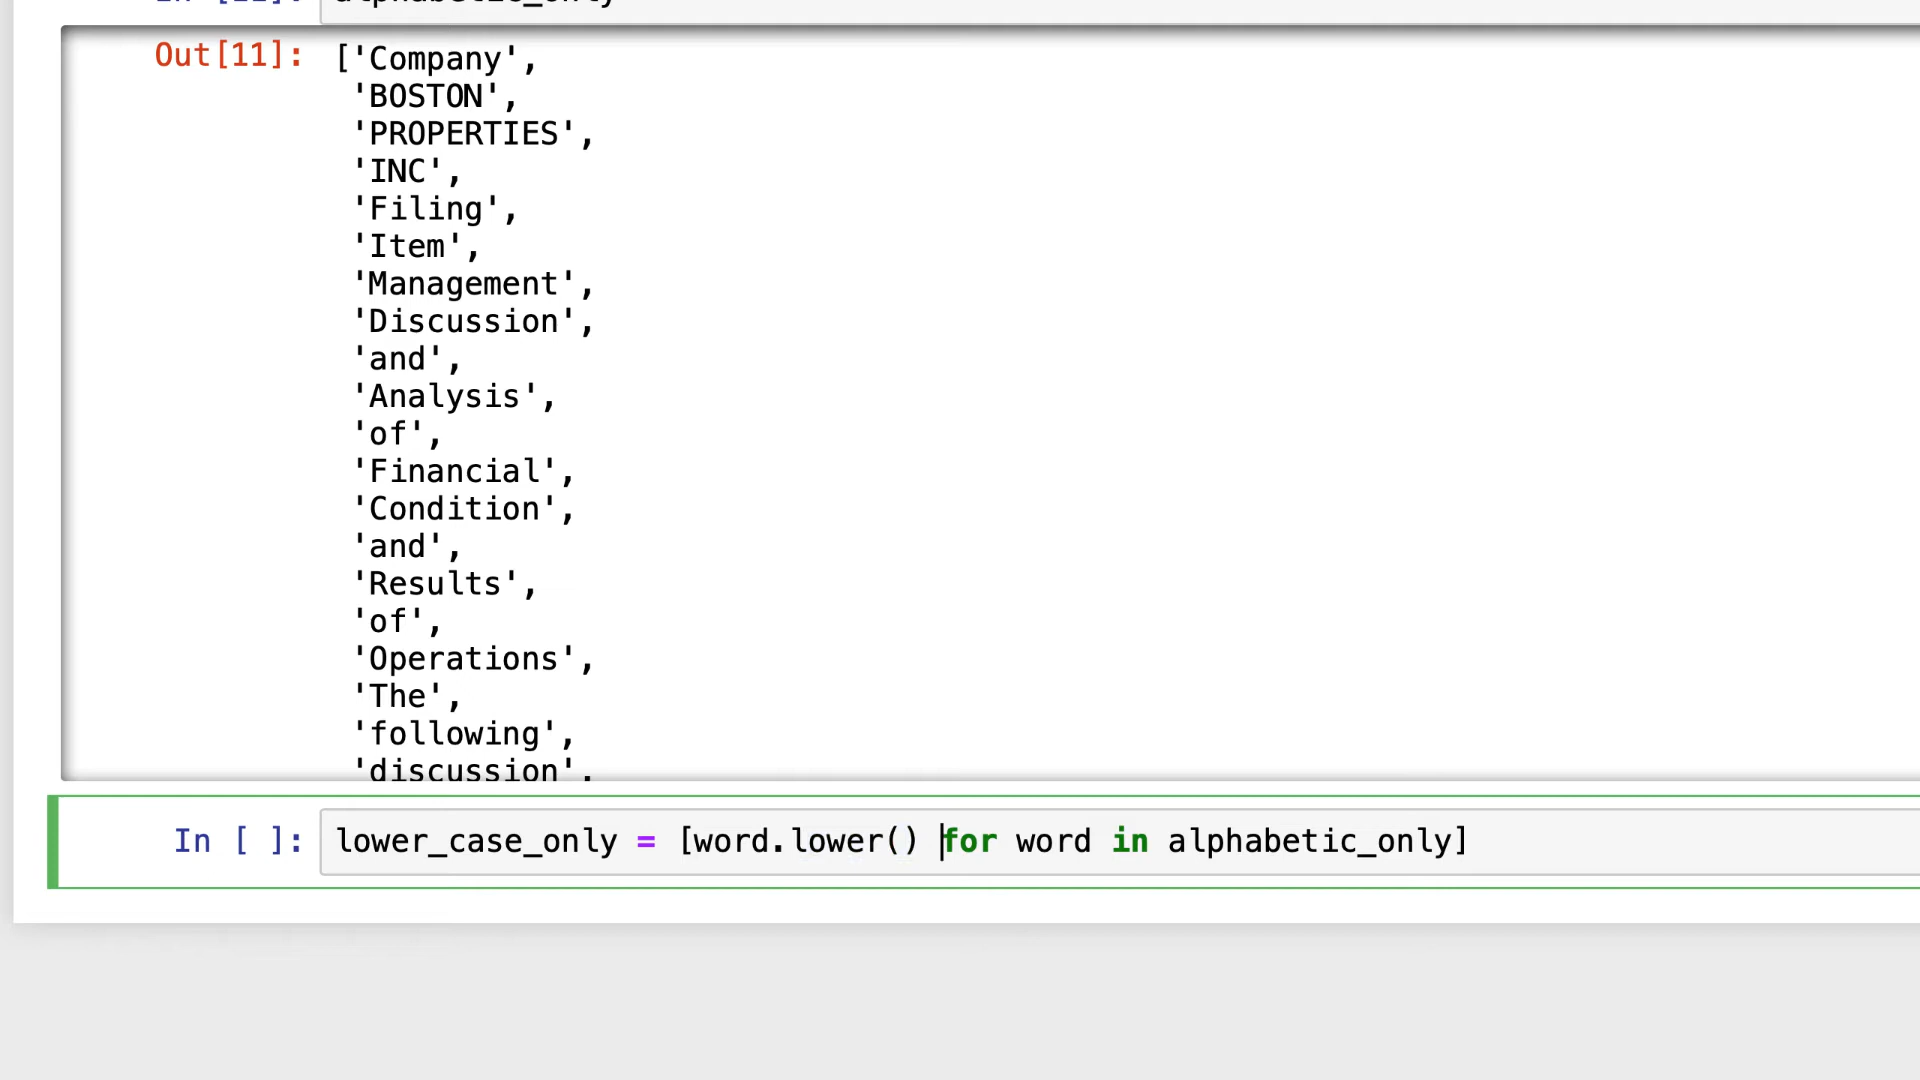 alphabetic_only
Out[11]: ['Company',
'BOSTON',
'PROPERTIES',
'INC',
'Filing',
'Item',
'Management',
'Discussion',
'and',
'Analysis',
'of',
'Financial',
'Condition',
'and',
'Results',
'of',
'Operations',
'The',
'following',
'discussion',
In [ ]: lower_case_only = [word.lower() for word in alphabetic_only]